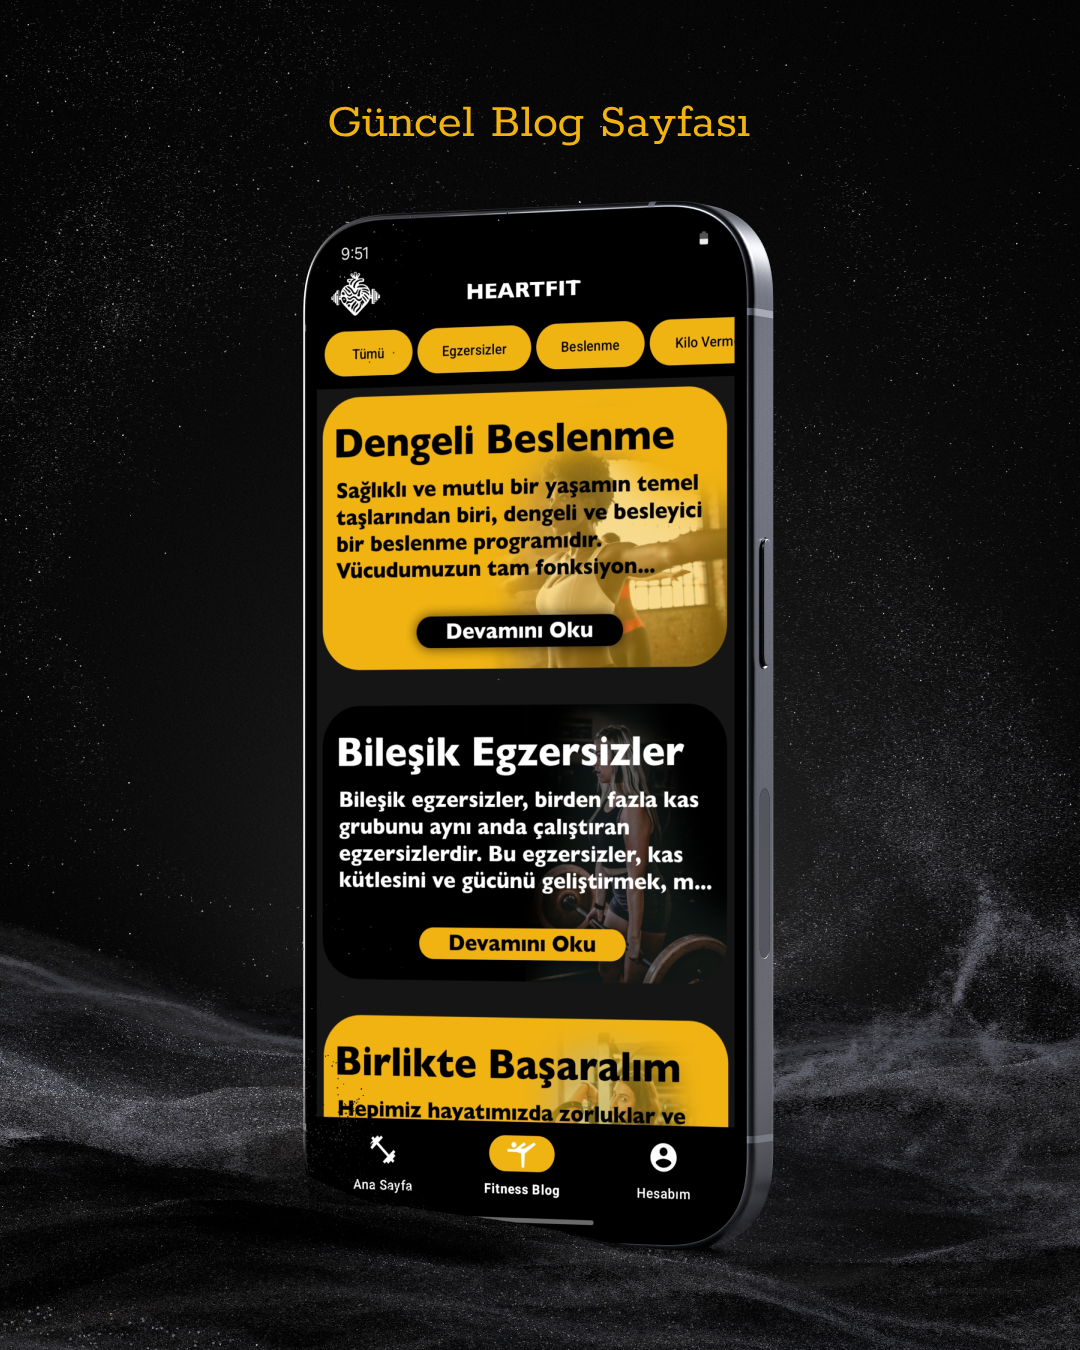 Güncel Blog Sayfası
9:51
HEARTFIT
Tümü
Egzersizler
Beslenme
Kilo Verm
Dengeli Beslenme
Sağlıklı ve mutlu bir yaşamın temel
taşlarından biri, dengeli ve besleyici
bir beslenme programıdır.
Vücudumuzun tam fonksiyon...
Devamını Oku
Bileşik Egzersizler
Bileşik egzersizler, birden fazla kas
grubunu aynı anda çalıştıran
egzersizlerdir. Bu egzersizler, kas
kütlesini ve gücünü geliştirmek, m...
Devamını Oku
Birlikte Başaralım
Hepimiz hayatımızda zorluklar ve
Ana Sayfa
Fitness Blog
Hesabım